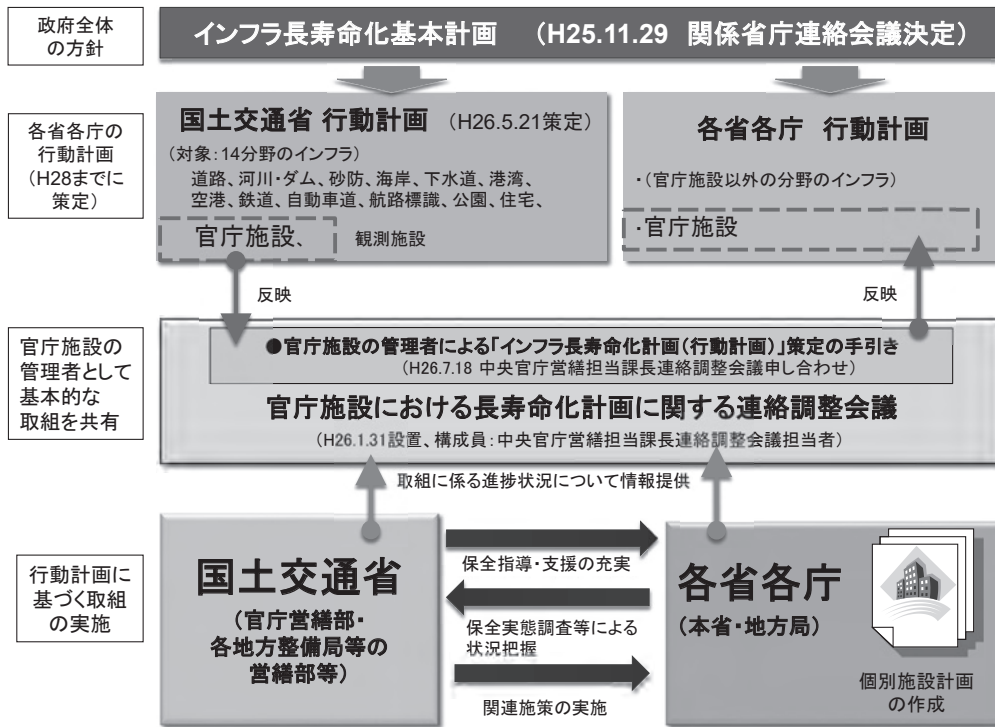 政府全体
の方針
インフラ長寿命化基本計画　（H25.11.29　関係省庁連絡会議決定）
各省各庁の
行動計画
（H28までに
策定）
国土交通省 行動計画　（H26.5.21策定）
（対象：14分野のインフラ）
道路、河川・ダム、砂防、海岸、下水道、港湾、
空港、鉄道、自動車道、航路標識、公園、住宅、
官庁施設、　観測施設
各省各庁　行動計画
・（官庁施設以外の分野のインフラ）
・官庁施設
反映
反映
官庁施設の
管理者として
基本的な
取組を共有
●官庁施設の管理者による「インフラ長寿命化計画（行動計画）」策定の手引き
（H26.7.18 中央官庁営繕担当課長連絡調整会議申し合わせ）
官庁施設における長寿命化計画に関する連絡調整会議
（H26.1.31設置、構成員：中央官庁営繕担当課長連絡調整会議担当者）
取組に係る進捗状況について情報提供
行動計画に
基づく取組
の実施
国土交通省
（官庁営繕部・
各地方整備局等の
営繕部等）
保全指導・支援の充実
保全実態調査等による
状況把握
関連施策の実施
各省各庁
（本省・地方局）
個別施設計画
の作成